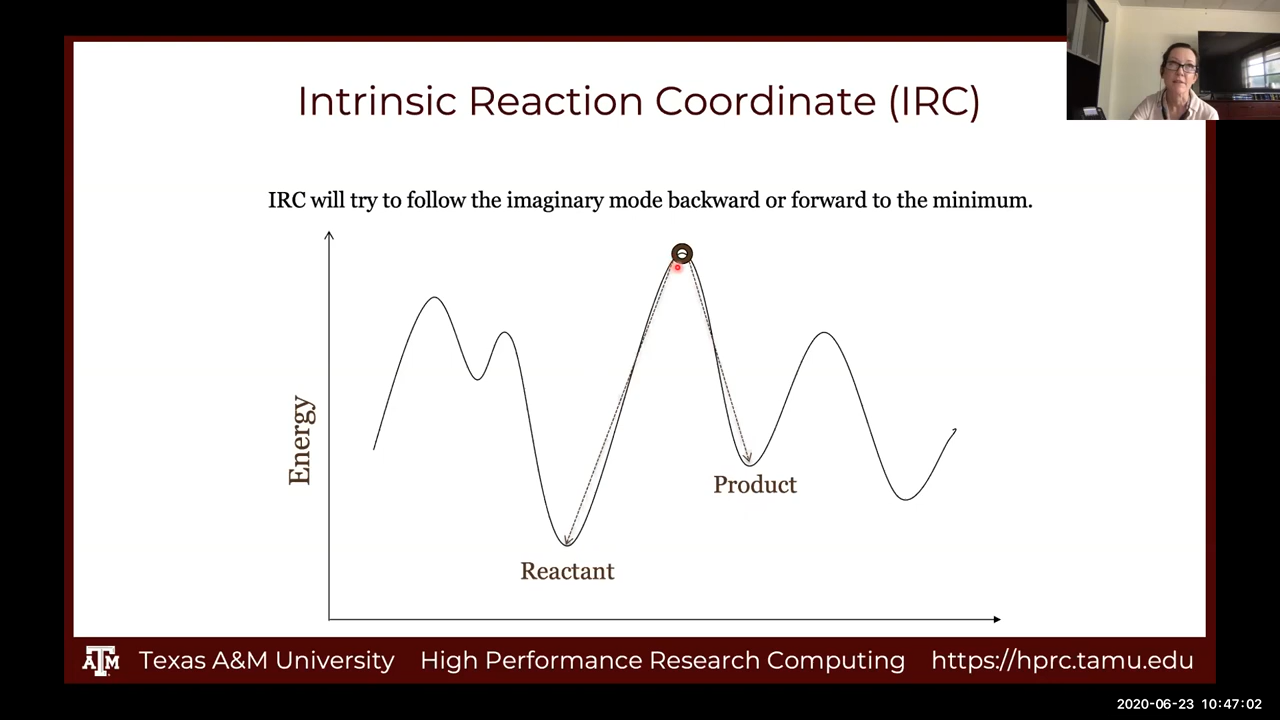 Intrinsic Reaction Coordinate (IRC)
IRC will try to follow the imaginary mode backward or forward to the minimum.
Energy
Product
Reactant
ATM Texas A&M University High Performance Research Computing https://hprc.tamu.edu
2020-06-23 10:47:02